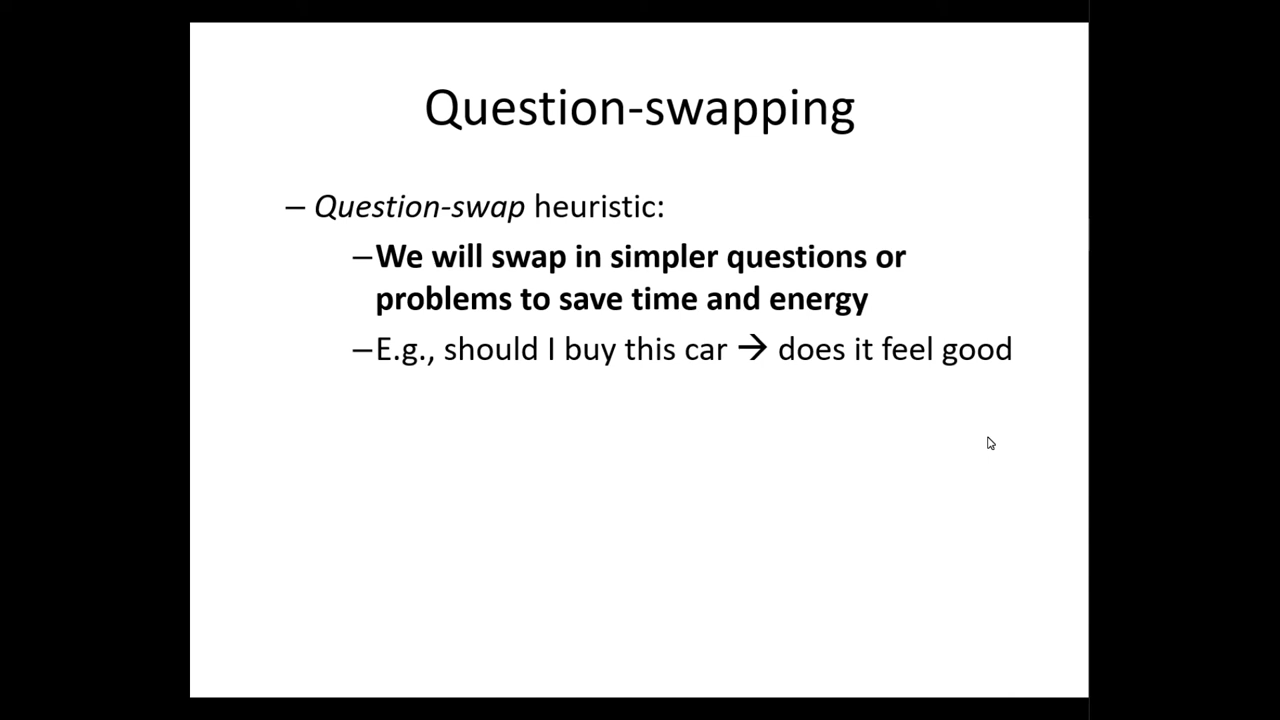 Question-swapping
– Question-swap heuristic:
–We will swap in simpler questions or
problems to save time and energy
–E.g., should I buy this car → does it feel good